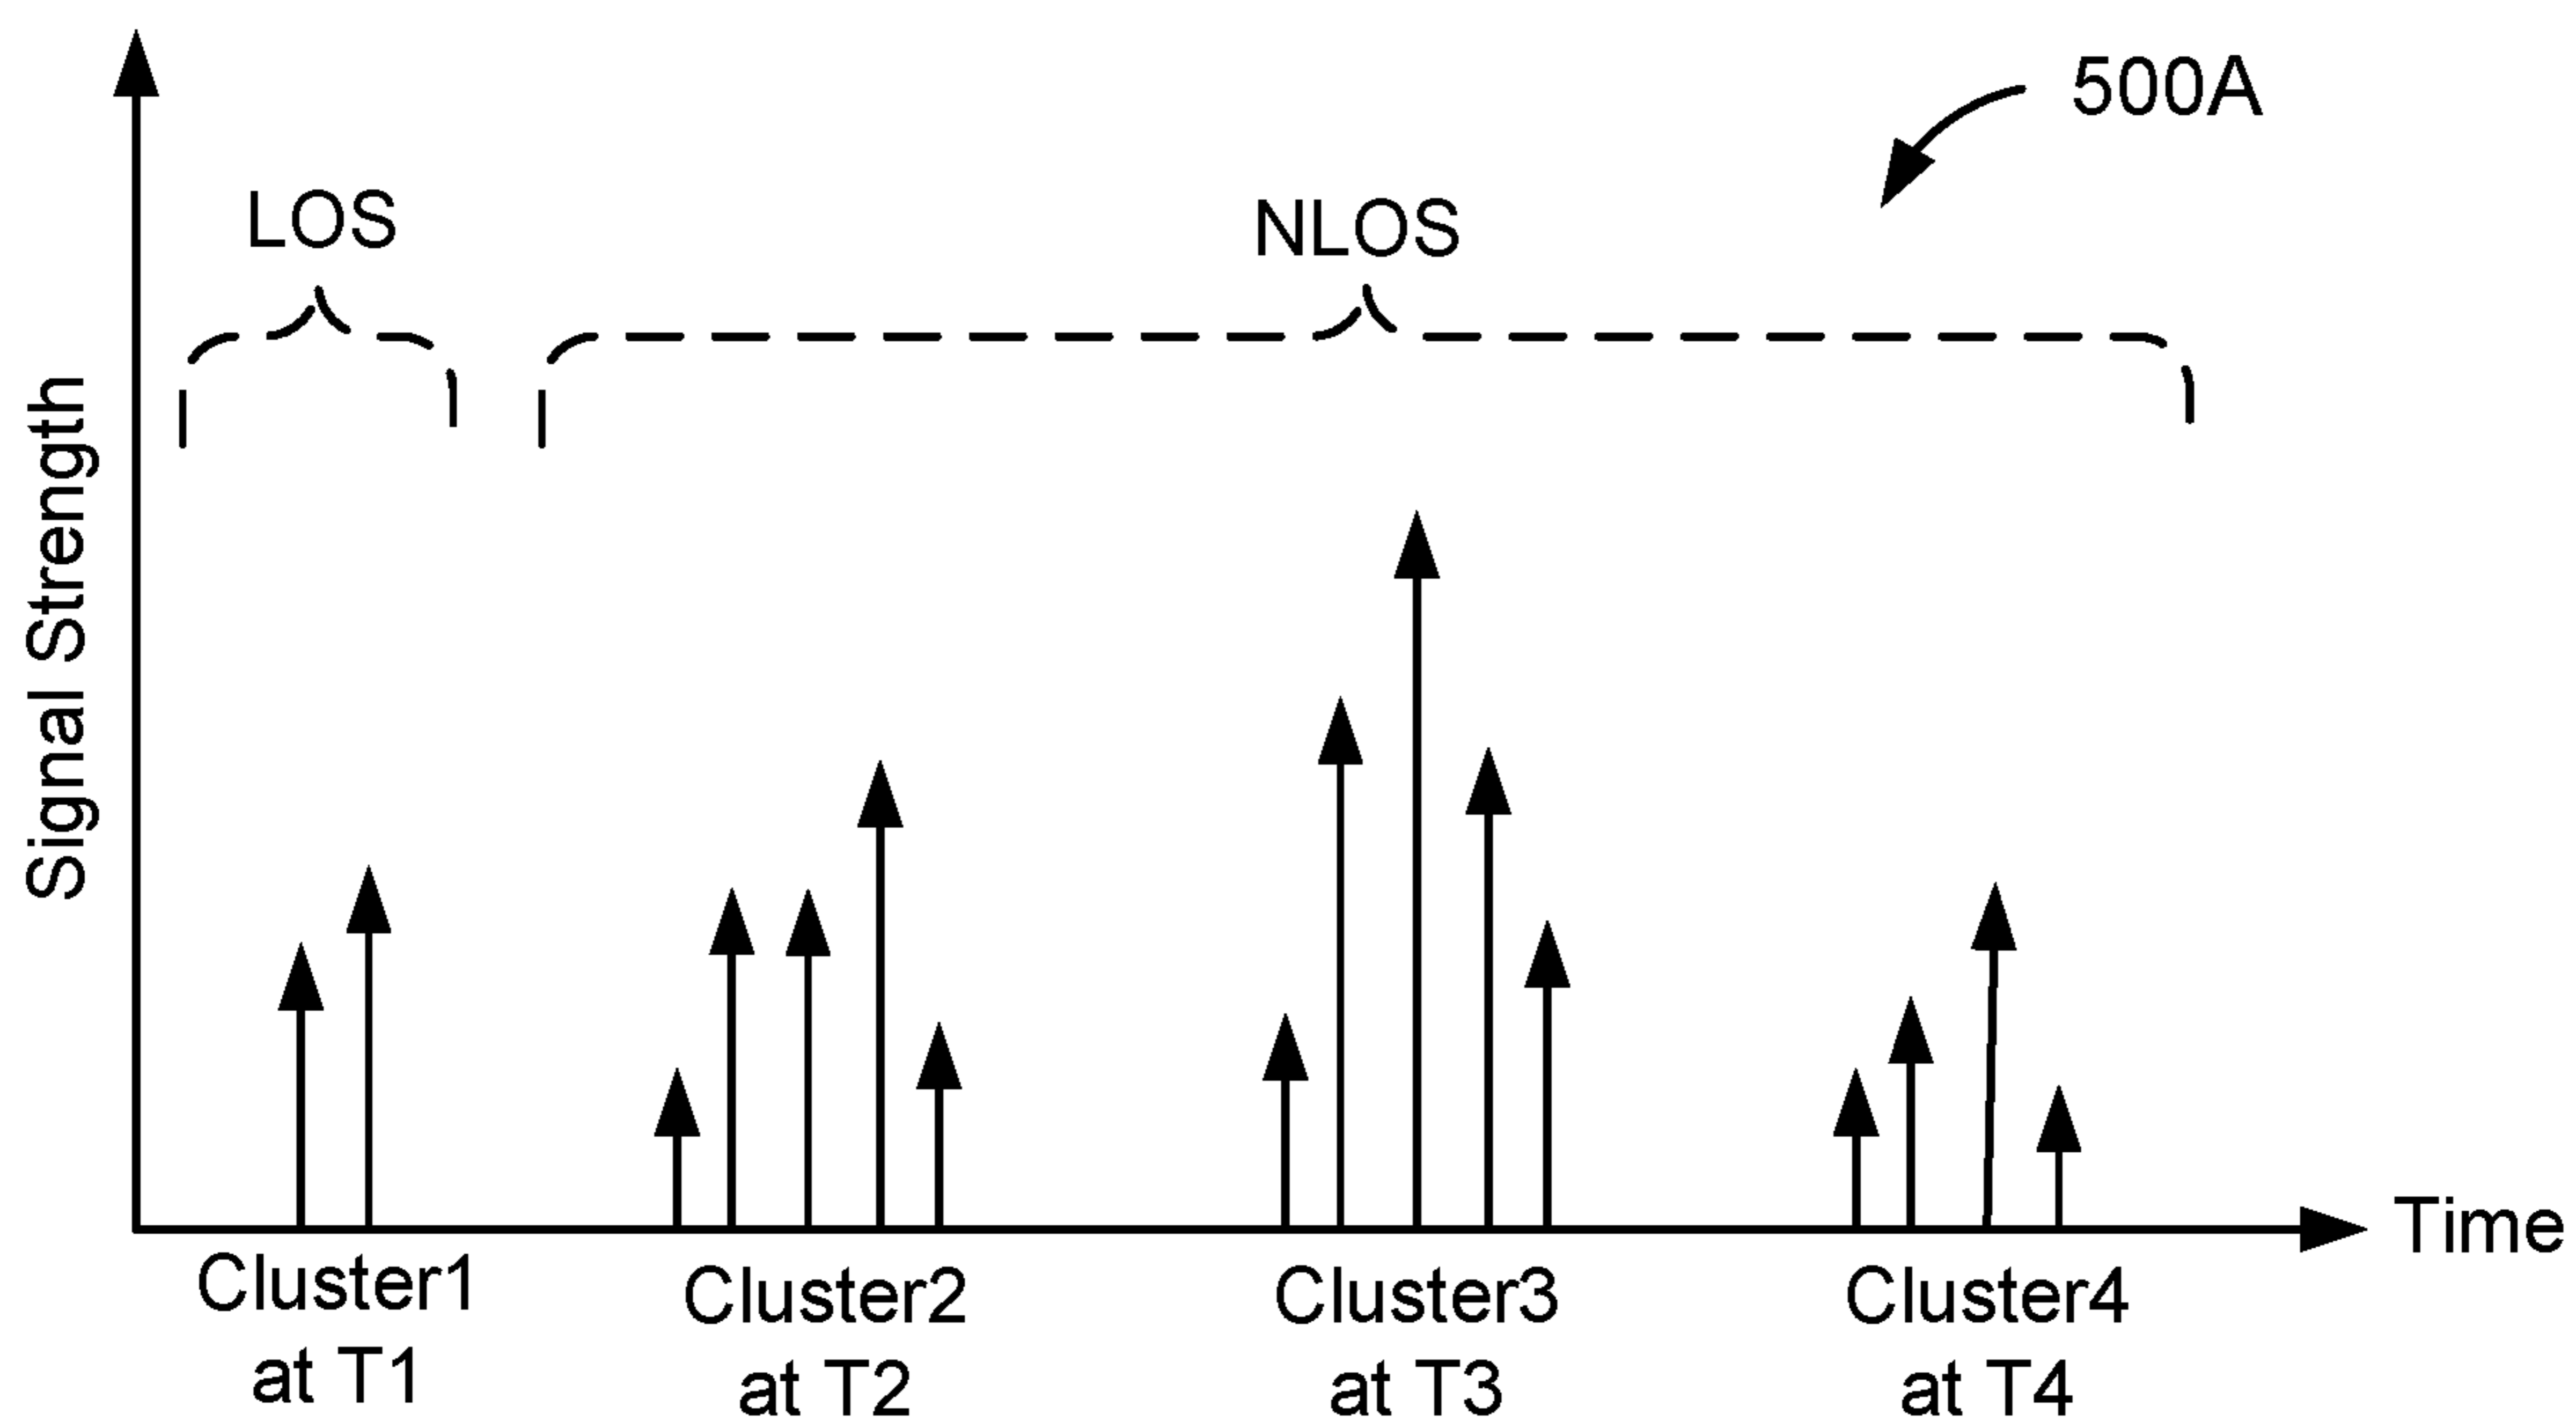 500A
LOS
NLOS
Signal Strength
Time
Cluster1
at T1
Cluster2
at T2
Cluster3
at T3
Cluster4
at T4